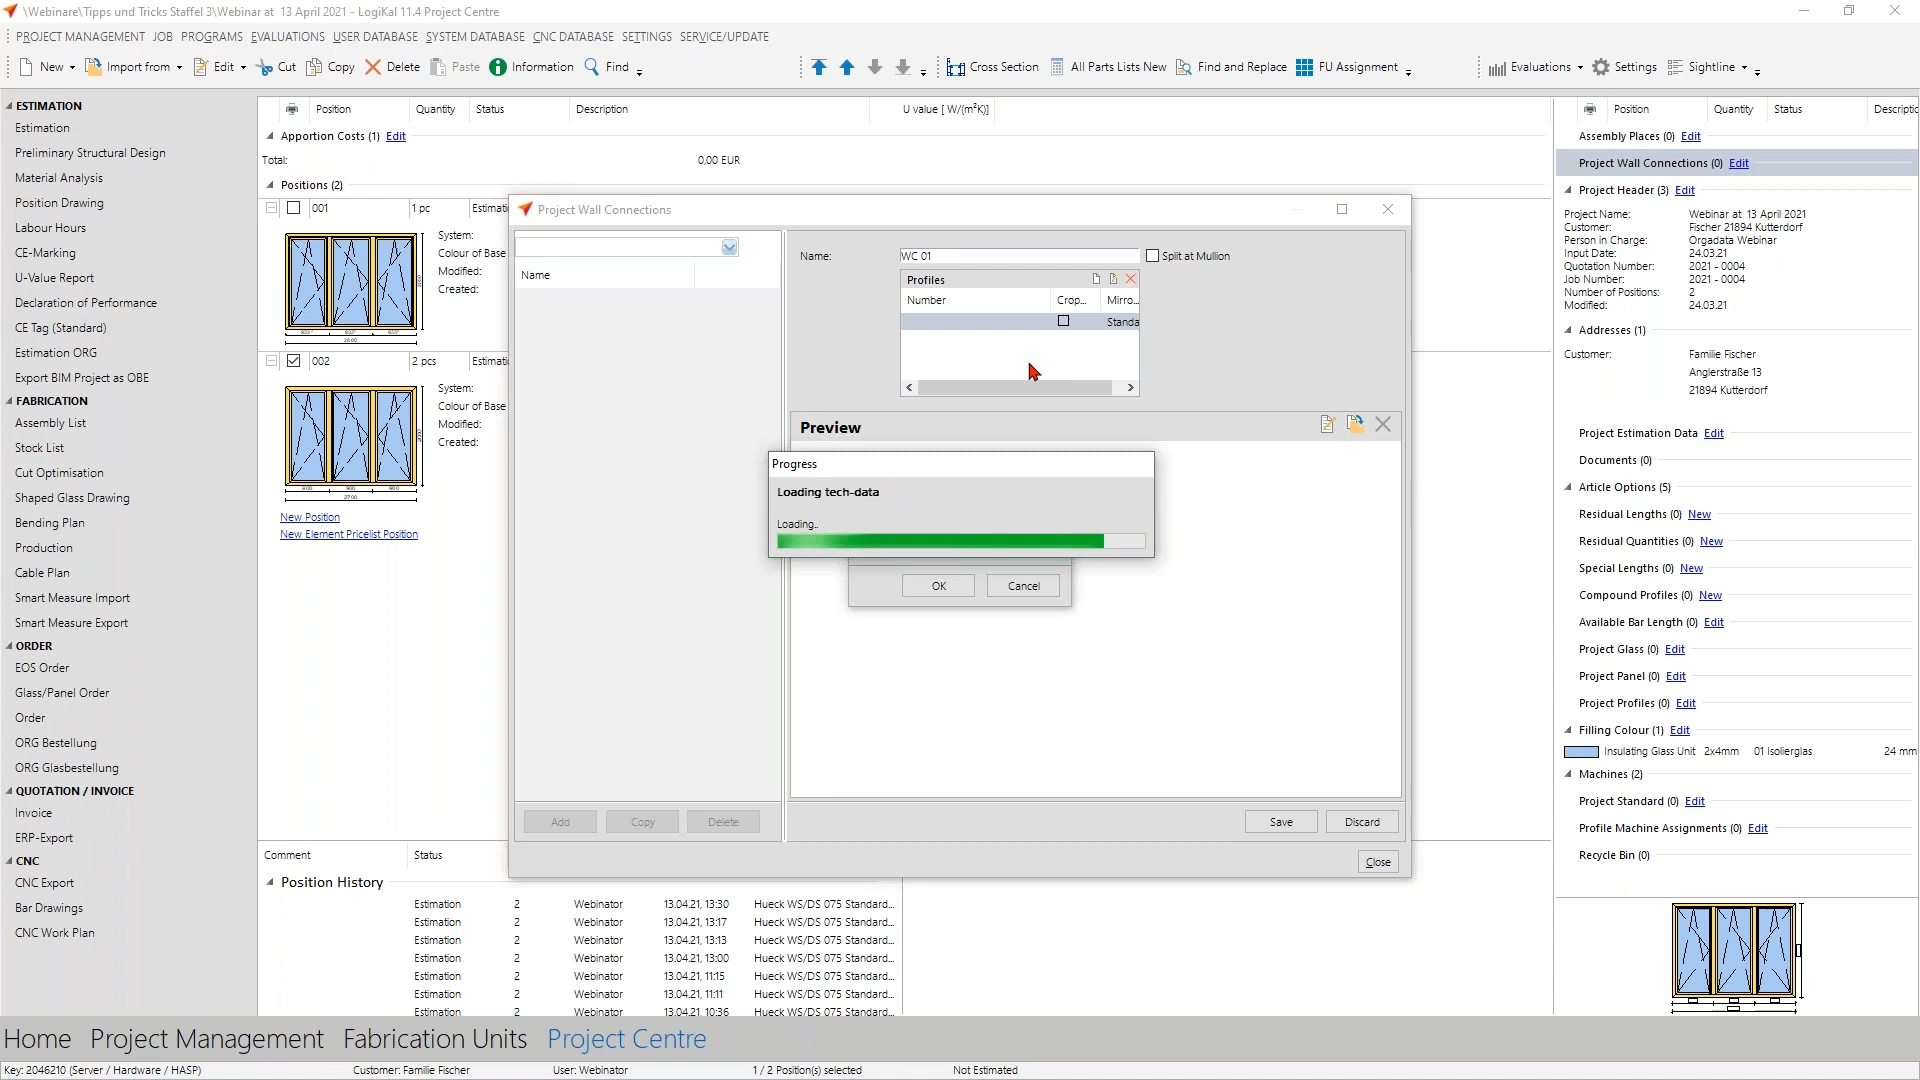 \Webinare\Tipps und Tricks Staffel 3\Webinar at 13 April 2021 - LogiKal 11.4 Project Centre
PROJECT MANAGEMENT JOB PROGRAMS EVALUATIONS USER DATABASE SYSTEM DATABASE CNC DATABASE SETTINGS SERVICE/UPDATE
New Import from Edit Cut Copy Delete Paste Information Find Cross Section All Parts Lists New Find and Replace FU Assignment Evaluations Settings Sightline
ESTIMATION
Estimation
Preliminary Structural Design
Material Analysis
Position Drawing
Labour Hours
CE-Marking
U-Value Report
Declaration of Performance
CE Tag (Standard)
Estimation ORG
Export BIM Project as OBE
FABRICATION
Assembly List
Stock List
Cut Optimisation
Shaped Glass Drawing
Bending Plan
Production
Cable Plan
Smart Measure Import
Smart Measure Export
ORDER
EOS Order
Glass/Panel Order
Order
ORG Bestellung
ORG Glasbestellung
QUOTATION / INVOICE
Invoice
ERP-Export
CNC
CNC Export
Bar Drawings
CNC Work Plan
Position Quantity Status Description U value [ W/(m²K)]
Apportion Costs (1) Edit
Total: 0,00 EUR
Positions (2)
001 1 pc Estimati
System:
Colour of Base
Modified:
Created:
002 2 pcs Estimati
System:
Colour of Base
Modified:
Created:
2700
New Position
New Element Pricelist Position
Comment Status
Position History
Estimation 2 Webinator 13.04.21, 13:30 Hueck WS/DS 075 Standard...
Estimation 2 Webinator 13.04.21, 13:17 Hueck WS/DS 075 Standard...
Estimation 2 Webinator 13.04.21, 13:13 Hueck WS/DS 075 Standard...
Estimation 2 Webinator 13.04.21, 13:00 Hueck WS/DS 075 Standard...
Estimation 2 Webinator 13.04.21, 11:15 Hueck WS/DS 075 Standard...
Estimation 2 Webinator 13.04.21, 11:11 Hueck WS/DS 075 Standard...
Estimation 2 Webinator 13.04.21, 10:36 Hueck WS/DS 075 Standard...
Project Wall Connections
Name
Add Copy Delete
Name: WC 01 Split at Mullion
Profiles
Number Crop... Mirro...
Standa
Preview
Progress
Loading tech-data
Loading..
OK Cancel
Save Discard
Close
Position Quantity Status Descriptio
Assembly Places (0) Edit
Project Wall Connections (0) Edit
Project Header (3) Edit
Project Name: Webinar at 13 April 2021
Customer: Fischer 21894 Kutterdorf
Person in Charge: Orgadata Webinar
Input Date: 24.03.21
Quotation Number: 2021 - 0004
Job Number: 2021 - 0004
Number of Positions: 2
Modified: 24.03.21
Addresses (1)
Customer: Familie Fischer
Anglerstraße 13
21894 Kutterdorf
Project Estimation Data Edit
Documents (0)
Article Options (5)
Residual Lengths (0) New
Residual Quantities (0) New
Special Lengths (0) New
Compound Profiles (0) New
Available Bar Length (0) Edit
Project Glass (0) Edit
Project Panel (0) Edit
Project Profiles (0) Edit
Filling Colour (1) Edit
Insulating Glass Unit 2x4mm 01 Isolierglas 24 mm
Machines (2)
Project Standard (0) Edit
Profile Machine Assignments (0) Edit
Recycle Bin (0)
Home Project Management Fabrication Units Project Centre
Key: 2046210 (Server / Hardware / HASP) Customer: Familie Fischer User: Webinator 1 / 2 Position(s) selected Not Estimated